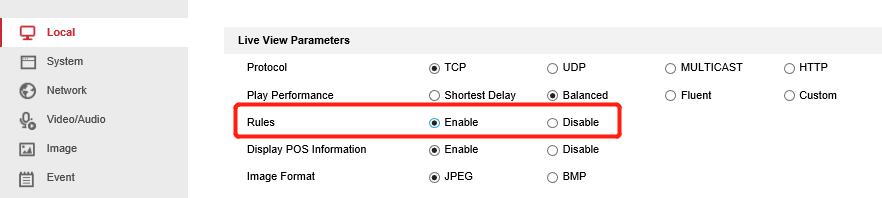 Local
System
Network
Video/Audio
Image
Event
Live View Parameters
Protocol TCP UDP MULTICAST HTTP
Play Performance Shortest Delay Balanced Fluent Custom
Rules Enable Disable
Display POS Information Enable Disable
Image Format JPEG BMP